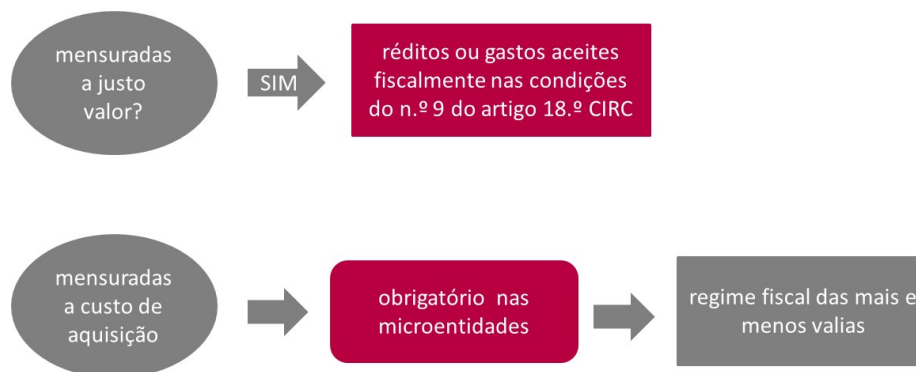 mensuradas
a justo
valor?
SIM
réditos ou gastos aceites
fiscalmente nas condições
do n.º 9 do artigo 18.º CIRC
mensuradas
a custo de
aquisição
obrigatório nas
microentidades
regime fiscal das mais e
menos valias